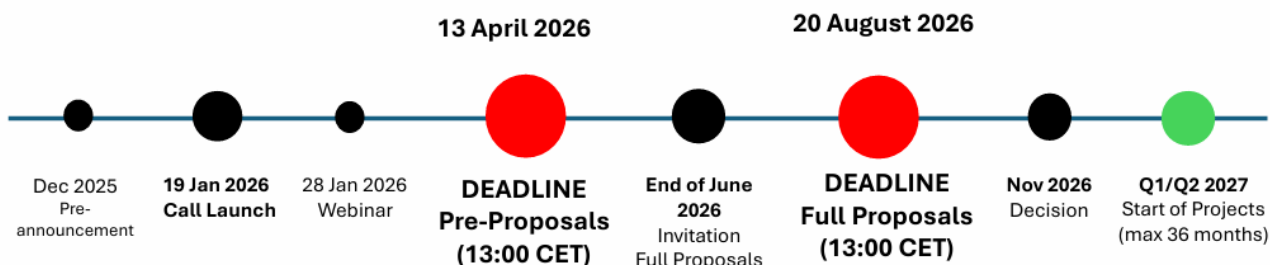 13 April 2026
20 August 2026
Dec 2025
Pre-
announcement
19 Jan 2026
Call Launch
28 Jan 2026
Webinar
DEADLINE
Pre-Proposals
(13:00 CET)
End of June
2026
Invitation
Full Proposals
DEADLINE
Full Proposals
(13:00 CET)
Nov 2026
Decision
Q1/Q2 2027
Start of Projects
(max 36 months)